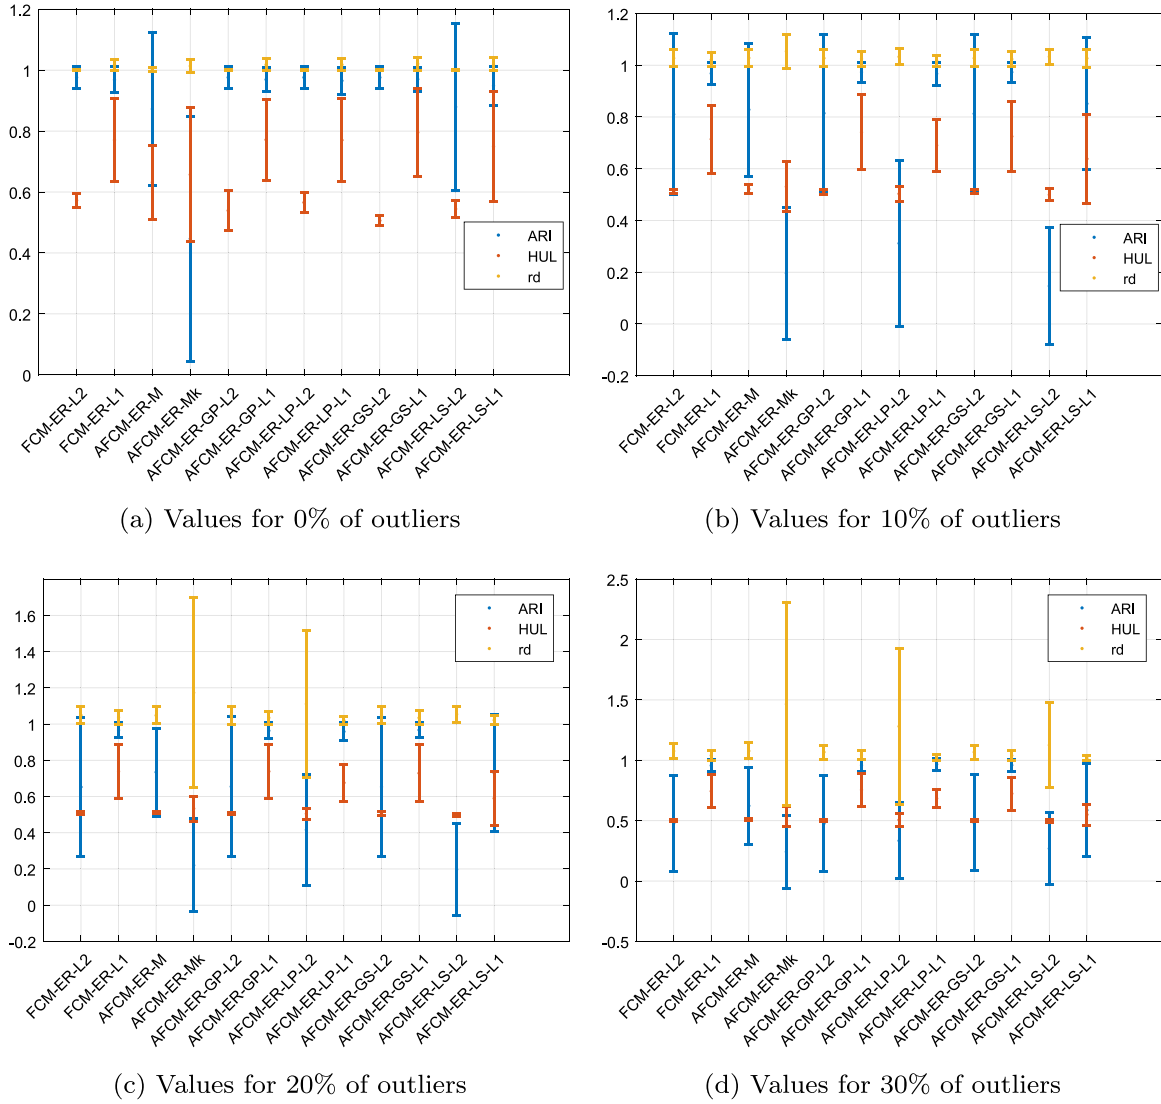 1.2
1
0.8
0.6
0.4
0.2
0
ARI
HUL
rd
FCM-ER-L2
FCM-ER-L1
AFCM-ER-M
AFCM-ER-Mk
AFCM-ER-GP-L2
AFCM-ER-GP-L1
AFCM-ER-LP-L2
AFCM-ER-LP-L1
AFCM-ER-GS-L2
AFCM-ER-GS-L1
AFCM-ER-LS-L2
AFCM-ER-LS-L1
(a) Values for 0% of outliers
1.2
1
0.8
0.6
0.4
0.2
0
-0.2
ARI
HUL
rd
FCM-ER-L2
FCM-ER-L1
AFCM-ER-M
AFCM-ER-Mk
AFCM-ER-GP-L2
AFCM-ER-GP-L1
AFCM-ER-LP-L2
AFCM-ER-LP-L1
AFCM-ER-GS-L2
AFCM-ER-GS-L1
AFCM-ER-LS-L2
AFCM-ER-LS-L1
(b) Values for 10% of outliers
1.6
1.4
1.2
1
0.8
0.6
0.4
0.2
0
-0.2
ARI
HUL
rd
FCM-ER-L2
FCM-ER-L1
AFCM-ER-M
AFCM-ER-Mk
AFCM-ER-GP-L2
AFCM-ER-GP-L1
AFCM-ER-LP-L2
AFCM-ER-LP-L1
AFCM-ER-GS-L2
AFCM-ER-GS-L1
AFCM-ER-LS-L2
AFCM-ER-LS-L1
(c) Values for 20% of outliers
2.5
2
1.5
1
0.5
0
-0.5
ARI
HUL
rd
FCM-ER-L2
FCM-ER-L1
AFCM-ER-M
AFCM-ER-Mk
AFCM-ER-GP-L2
AFCM-ER-GP-L1
AFCM-ER-LP-L2
AFCM-ER-LP-L1
AFCM-ER-GS-L2
AFCM-ER-GS-L1
AFCM-ER-LS-L2
AFCM-ER-LS-L1
(d) Values for 30% of outliers